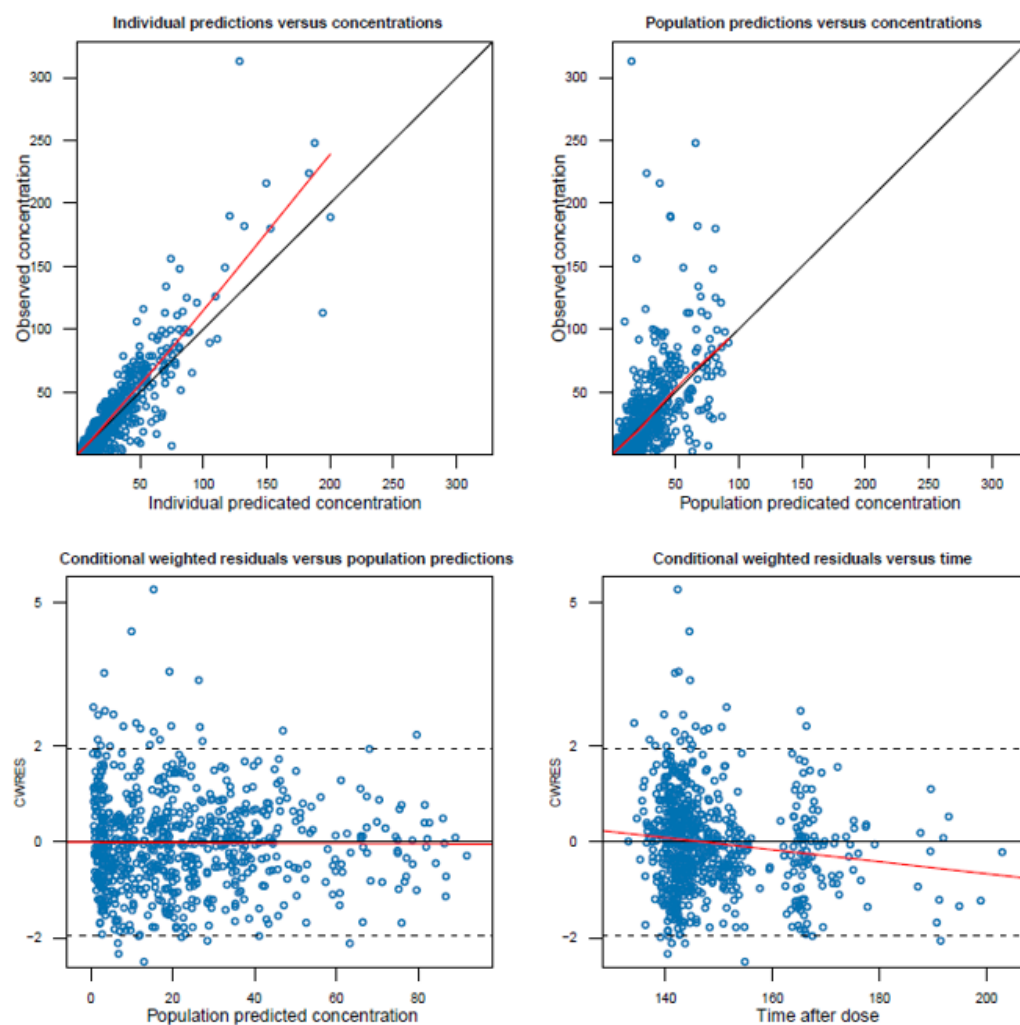 Individual predictions versus concentrations
Observed concentration
300
250
200
150
100
50
50 100 150 200 250 300
Individual predicated concentration
Population predictions versus concentrations
Observed concentration
300
250
200
150
100
50
50 100 150 200 250 300
Population predicated concentration
Conditional weighted residuals versus population predictions
CWRES
5
2
0
−2
0 20 40 60 80
Population predicted concentration
Conditional weighted residuals versus time
CWRES
5
2
0
−2
140 160 180 200
Time after dose